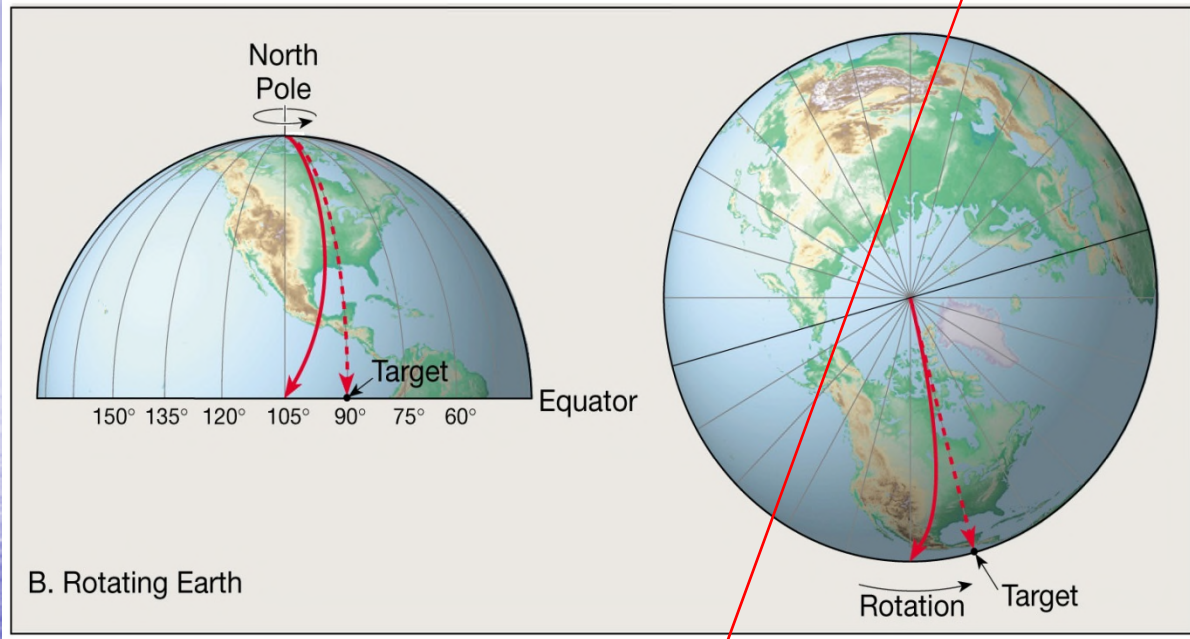 North
Pole
Target
Equator
150° 135° 120° 105° 90° 75° 60°
B. Rotating Earth
Rotation
Target